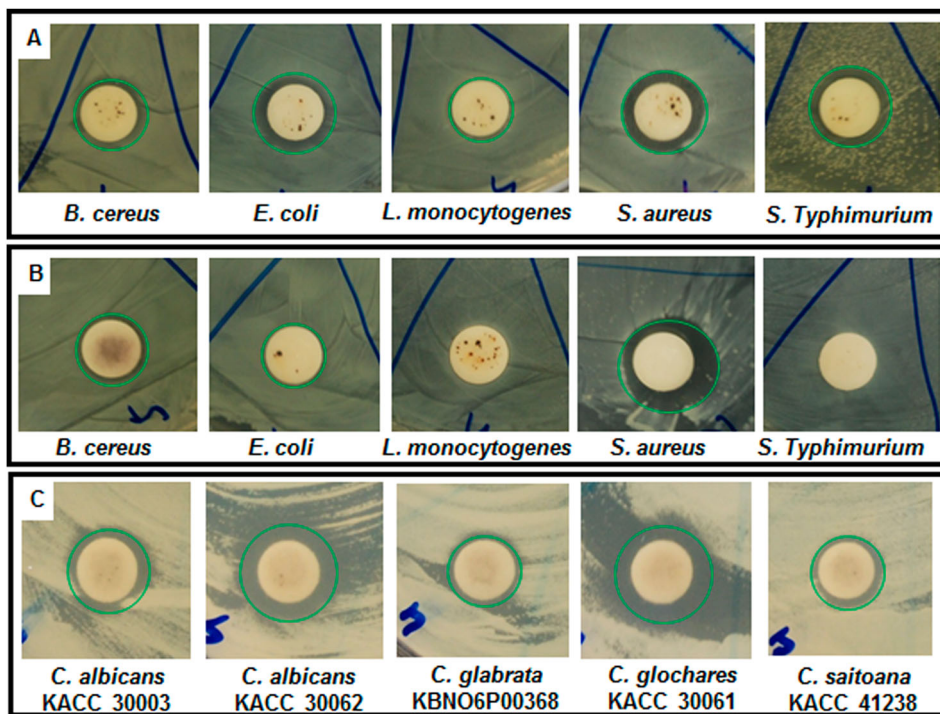 A
B. cereus
E. coli
L. monocytogenes
S. aureus
S. Typhimurium
B
B. cereus
E. coli
L. monocytogenes
S. aureus
S. Typhimurium
C
C. albicans
KACC 30003
C. albicans
KACC 30062
C. glabrata
KBNO6P00368
C. glochares
KACC 30061
C. saitoana
KACC 41238